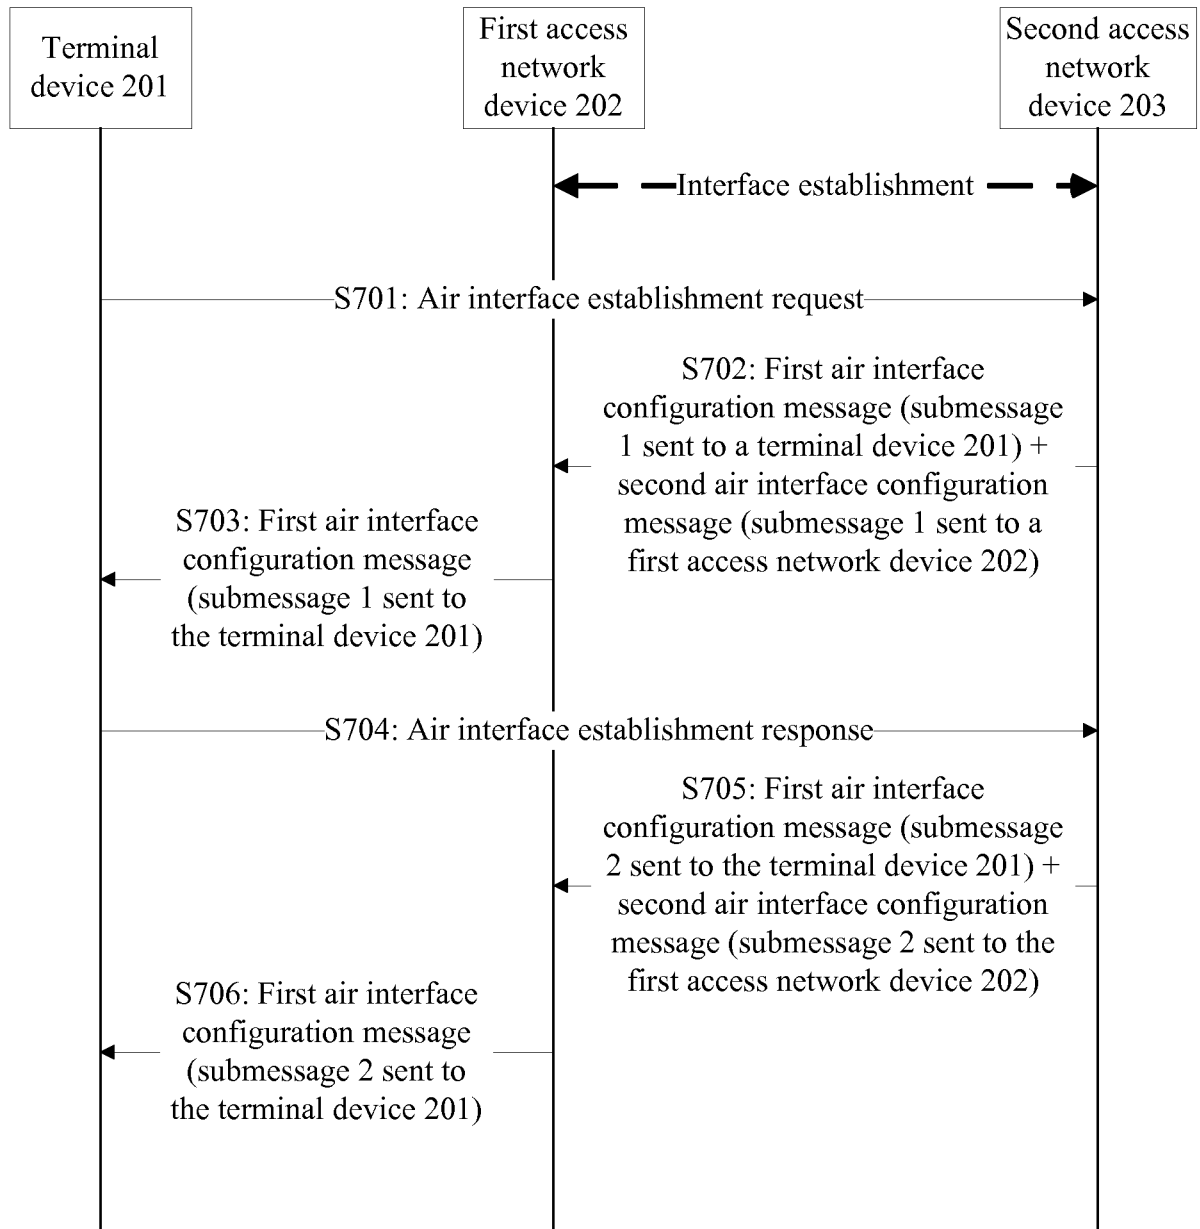 Terminal
device 201
First access
network
device 202
Second access
network
device 203
Interface establishment
S701: Air interface establishment request
S702: First air interface
configuration message (submessage
1 sent to a terminal device 201) +
second air interface configuration
message (submessage 1 sent to a
first access network device 202)
S703: First air interface
configuration message
(submessage 1 sent to
the terminal device 201)
S704: Air interface establishment response
S705: First air interface
configuration message (submessage
2 sent to the terminal device 201) +
second air interface configuration
message (submessage 2 sent to the
first access network device 202)
S706: First air interface
configuration message
(submessage 2 sent to
the terminal device 201)